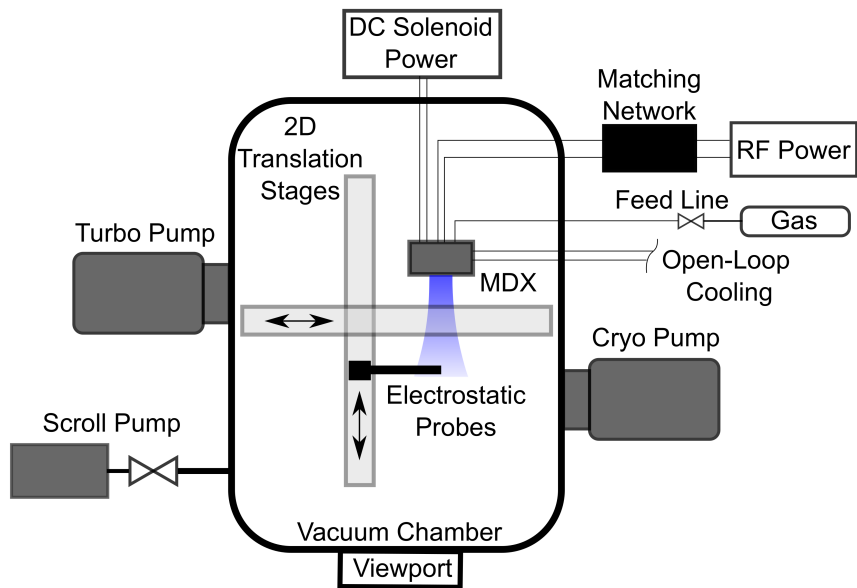 DC Solenoid
Power
Matching
Network
RF Power
2D
Translation
Stages
Feed Line
Gas
Turbo Pump
MDX
Open-Loop
Cooling
Cryo Pump
Electrostatic
Probes
Scroll Pump
Vacuum Chamber
Viewport